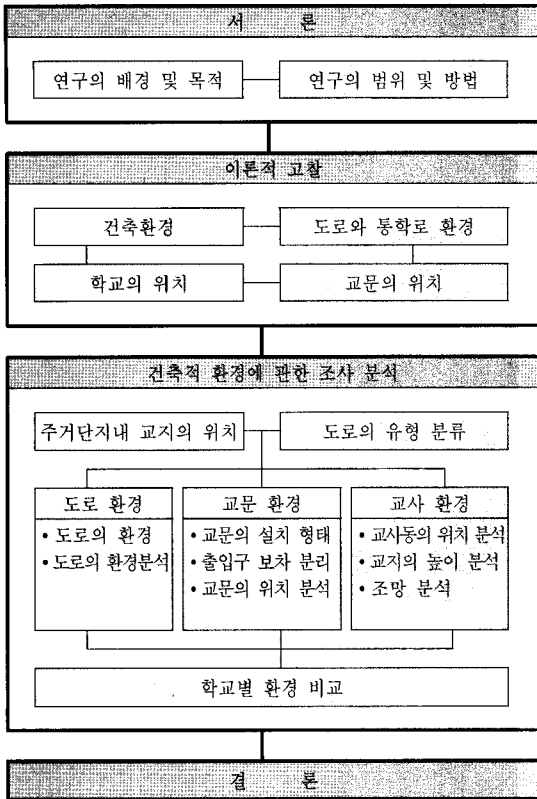 서 론
연구의 배경 및 목적 연구의 범위 및 방법
이론적 고찰
건축환경 도로와 통학로 환경
학교의 위치 교문의 위치
건축적 환경에 관한 조사 분석
주거단지내 교지의 위치 도로의 유형 분류
도로 환경
• 도로의 환경
• 도로의 환경분석
교문 환경
• 교문의 설치 형태
• 출입구 보차 분리
• 교문의 위치 분석
교사 환경
• 교사동의 위치 분석
• 교지의 높이 분석
• 조망 분석
학교별 환경 비교
결 론